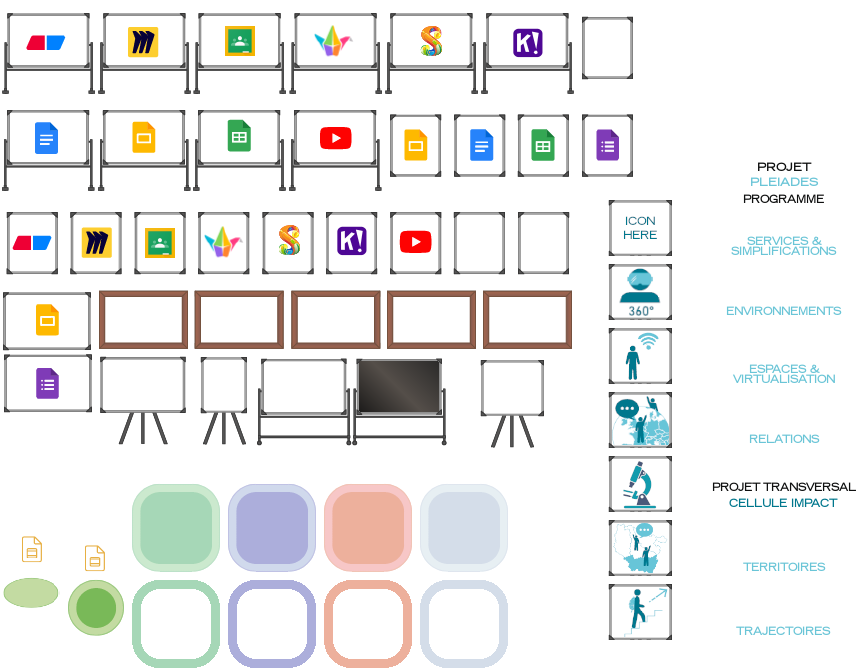 K!
PROJET
PLEIADES
PROGRAMME
K!
ICON
HERE
SERVICES &
SIMPLIFICATIONS
360°
ENVIRONNEMENTS
ESPACES &
VIRTUALISATION
RELATIONS
PROJET TRANSVERSAL
CELLULE IMPACT
TERRITOIRES
TRAJECTOIRES